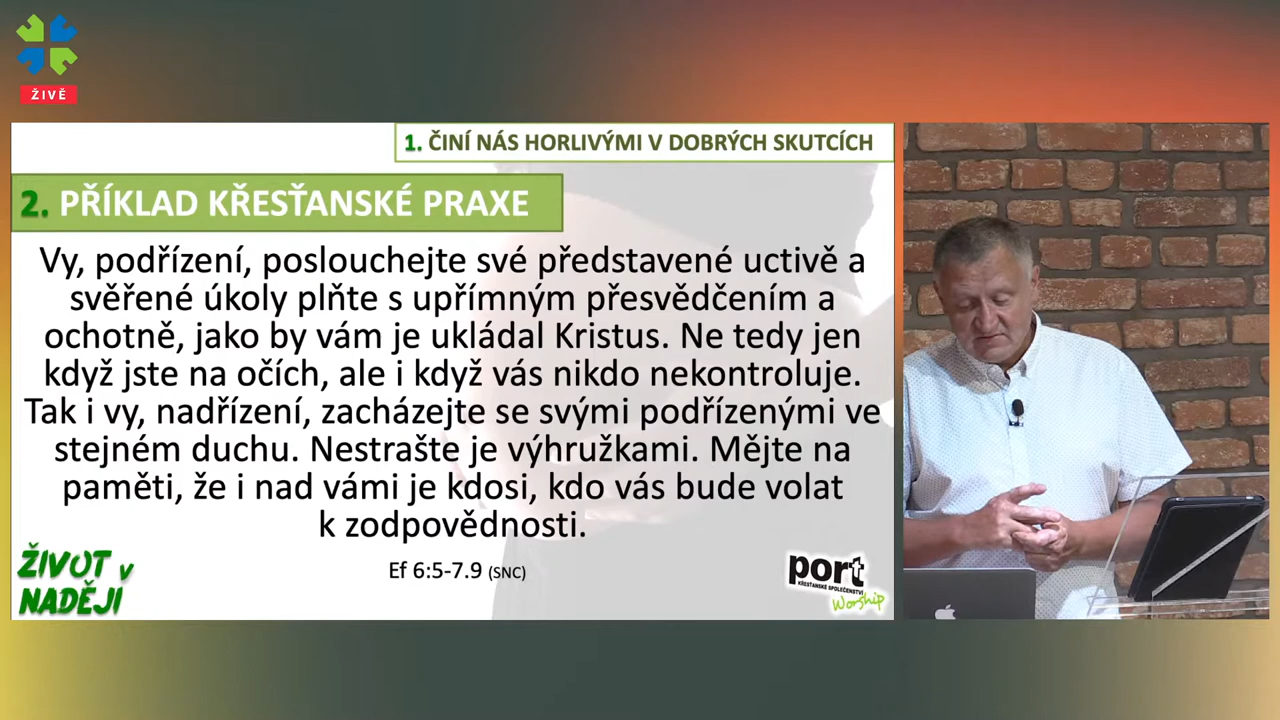 ŽIVĚ
1. ČINÍ NÁS HORLIVÝMI V DOBRÝCH SKUTCÍCH
2. PŘÍKLAD KŘESŤANSKÉ PRAXE
Vy, podřízení, poslouchejte své představené uctivě a
svěřené úkoly plňte s upřímným přesvědčením a
ochotně, jako by vám je ukládal Kristus. Ne tedy jen
když jste na očích, ale i když vás nikdo nekontroluje.
Tak i vy, nadřízení, zacházejte se svými podřízenými ve
stejném duchu. Nestrašte je výhružkami. Mějte na
paměti, že i nad vámi je kdosi, kdo vás bude volat
k zodpovědnosti.
Ef 6:5-7.9 (SNC)
ŽIVOT v
NADĚJI
port
KŘESŤANSKÉ SPOLEČENSTVÍ
Worship